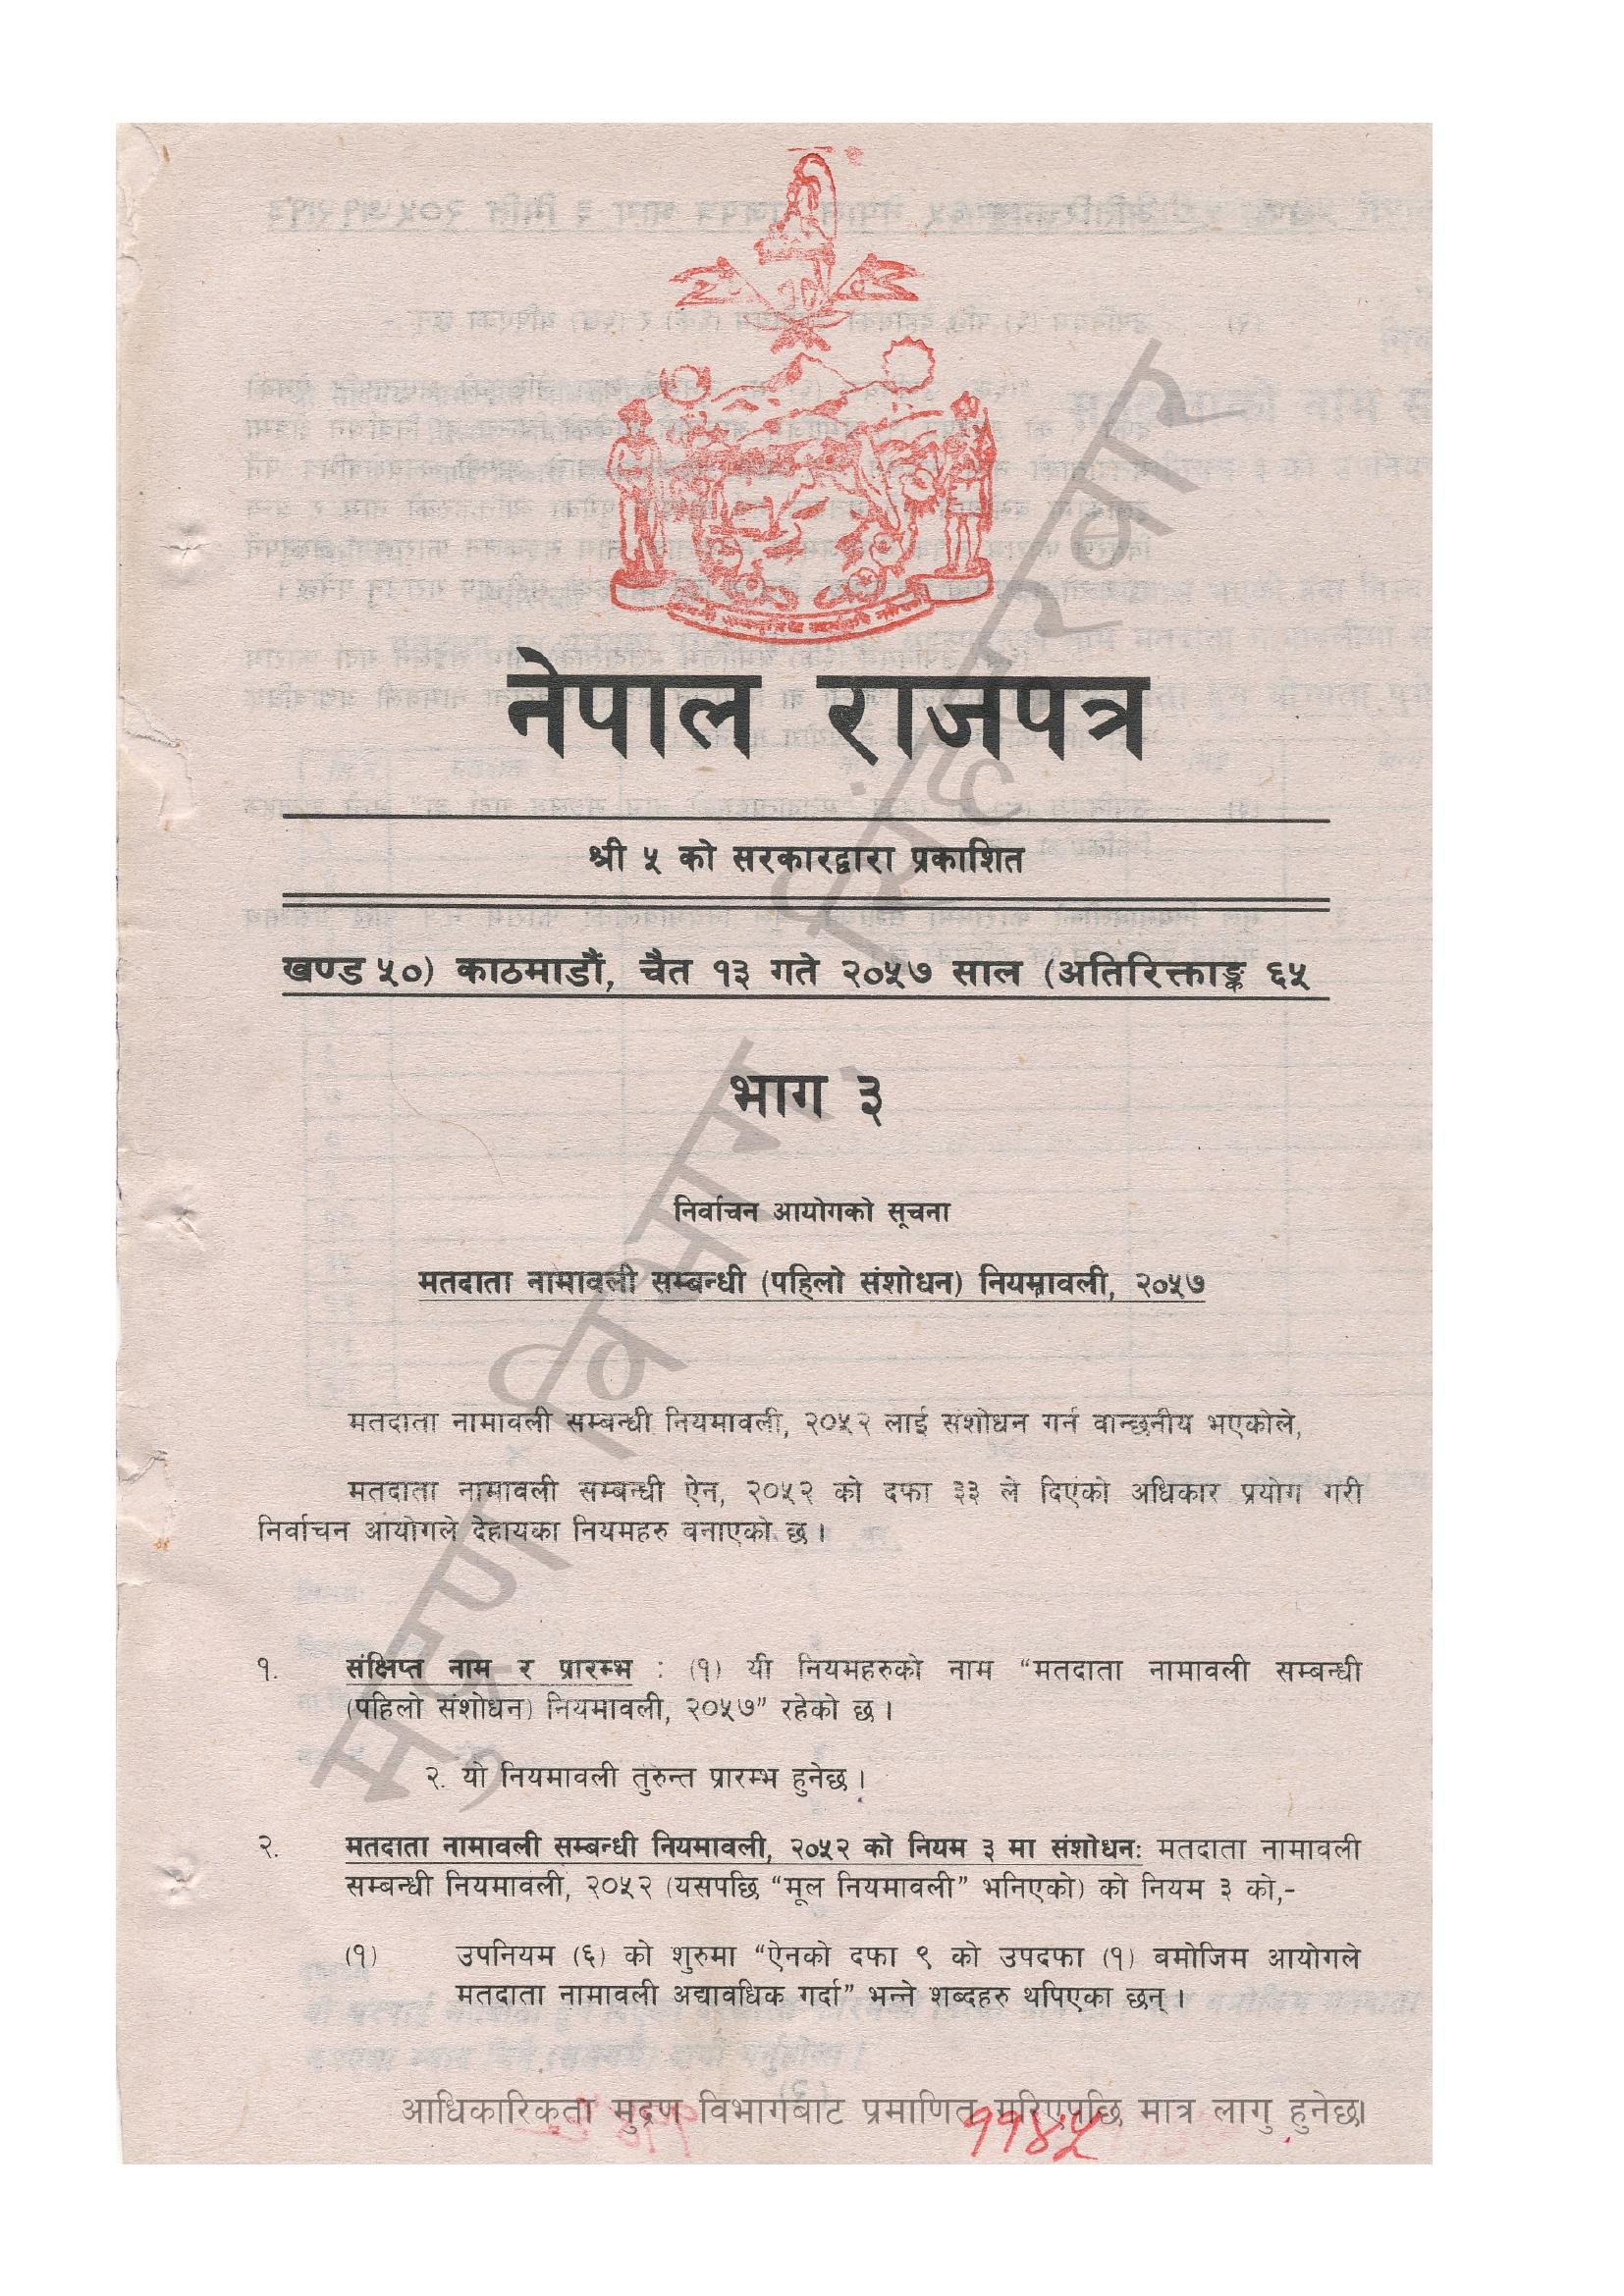 नेपाल राजपत्र
श्री ५ को सरकारद्वारा प्रकाशित
खण्ड ५०) काठमाडौं, चैत १३ गते २०५७ साल (अतिरिक्ताङ्क ६५
भाग ३
निर्वाचन आयोगको सूचना
मतदाता नामावली सम्बन्धी (पहिलो संशोधन) नियमावली, २०५७
मतदाता नामावली सम्बन्धी नियमावली, २०५२ लाई संशोधन गर्न वान्छनीय भएकोले,
मतदाता नामावली सम्बन्धी ऐन, २०५२ को दफा ३३ ले दिएको अधिकार प्रयोग गरी
निर्वाचन आयोगले देहायका नियमहरु वनाएको छ ।
१. संक्षिप्त नाम र प्रारम्भ : (१) यी नियमहरुको नाम “मतदाता नामावली सम्बन्धी
(पहिलो संशोधन) नियमावली, २०५७” रहेको छ ।
२. यो नियमावली तुरुन्त प्रारम्भ हुनेछ ।
२. मतदाता नामावली सम्बन्धी नियमावली, २०५२ को नियम ३ मा संशोधन: मतदाता नामावली
सम्बन्धी नियमावली, २०५२ (यसपछि “मूल नियमावली” भनिएको) को नियम ३ को,-
(१) उपनियम (६) को शुरुमा “ऐनको दफा ९ को उपदफा (१) बमोजिम आयोगले
मतदाता नामावली अद्यावधिक गर्दा” भन्ने शब्दहरु थपिएका छन् ।
आधिकारिकता मुद्रण विभागबाट प्रमाणित गरिएपछि मात्र लागु हुनेछ।
११४५
मुद्रण विभाग, सिंहदरबार